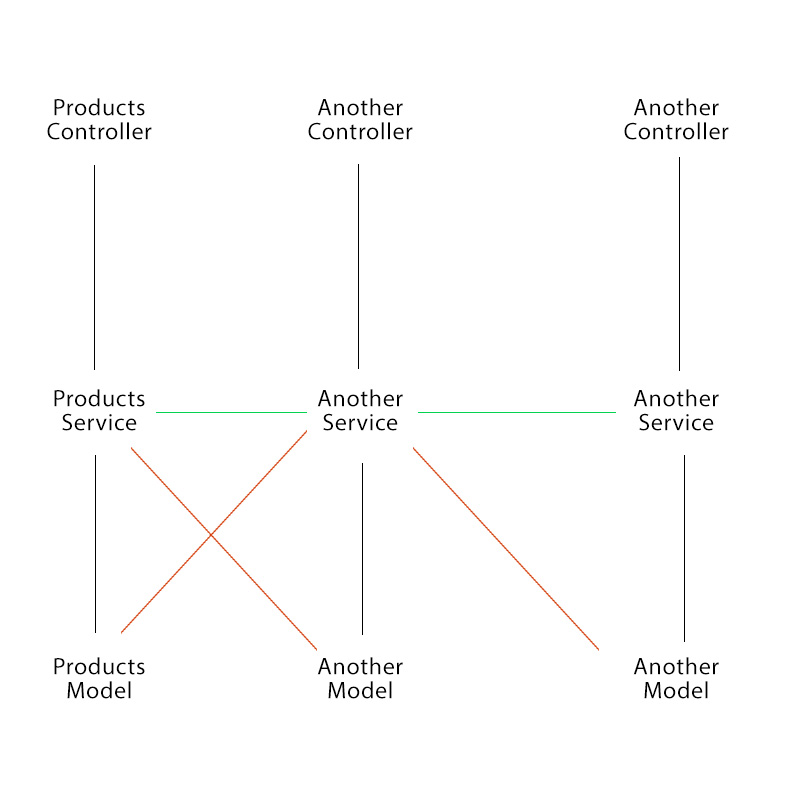 Products
Controller
Another
Controller
Another
Controller
Products
Service
Another
Service
Another
Service
Products
Model
Another
Model
Another
Model